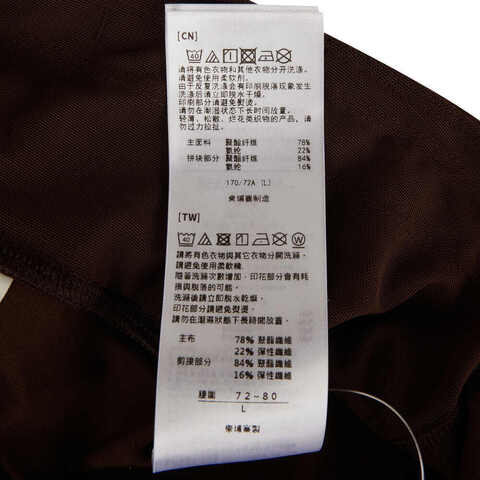 [CN]
40
请将有色衣物和其他衣物分开洗涤。
请避免使用柔软剂。
由于反复洗涤会有印刷脱落现象发生
洗涤后请立即脱水干燥。
印刷部分请避免熨烫。
请勿在潮湿状态下长时间放置。
轻薄、松散、烂花类织物的产品，请勿
勿过力拉扯。
主面料 聚酯纤维 78%
氨纶 22%
拼块部分 聚酯纤维 84%
氨纶 16%
170/72A (L)
柬埔寨制造
[TW]
40
請將有色衣物與其它衣物分開洗滌。
請避免使用柔軟精。
隨著洗滌次數增加，印花部分會有耗
損與脫落的可能。
洗滌後請立即脫水乾燥。
印花部分請避免熨燙。
請勿在潮濕狀態下長時間放置。
主布 78% 聚酯纖維
22% 彈性纖維
剪接部分 84% 聚酯纖維
16% 彈性纖維
腰圍 72-80
L
柬埔寨製